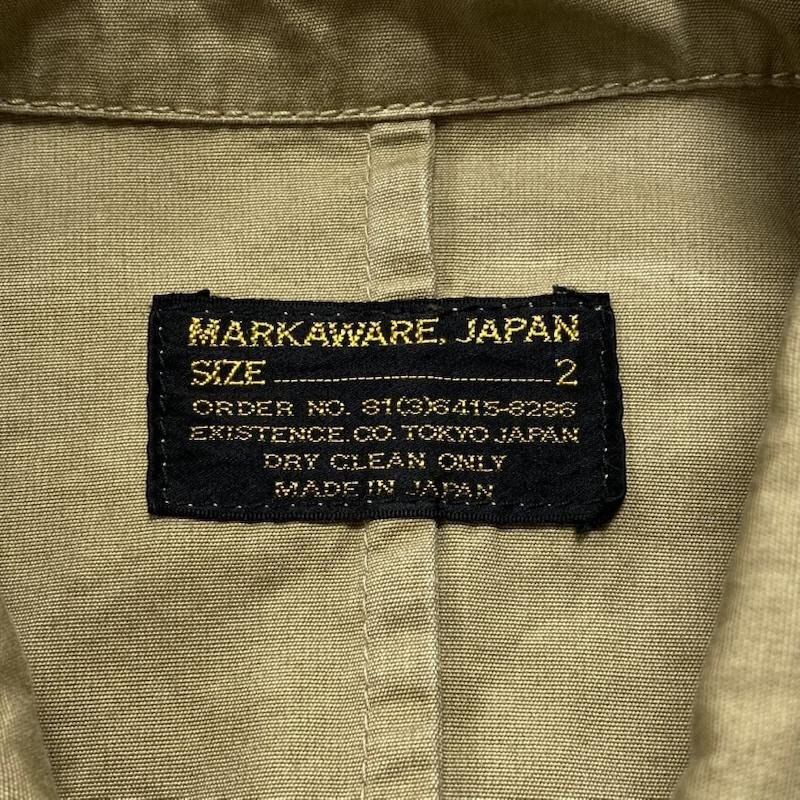 MARKAWARE, JAPAN
SIZE 2
ORDER NO. 81(3)6415-8286
EXISTENCE. CO. TOKYO JAPAN
DRY CLEAN ONLY
MADE IN JAPAN